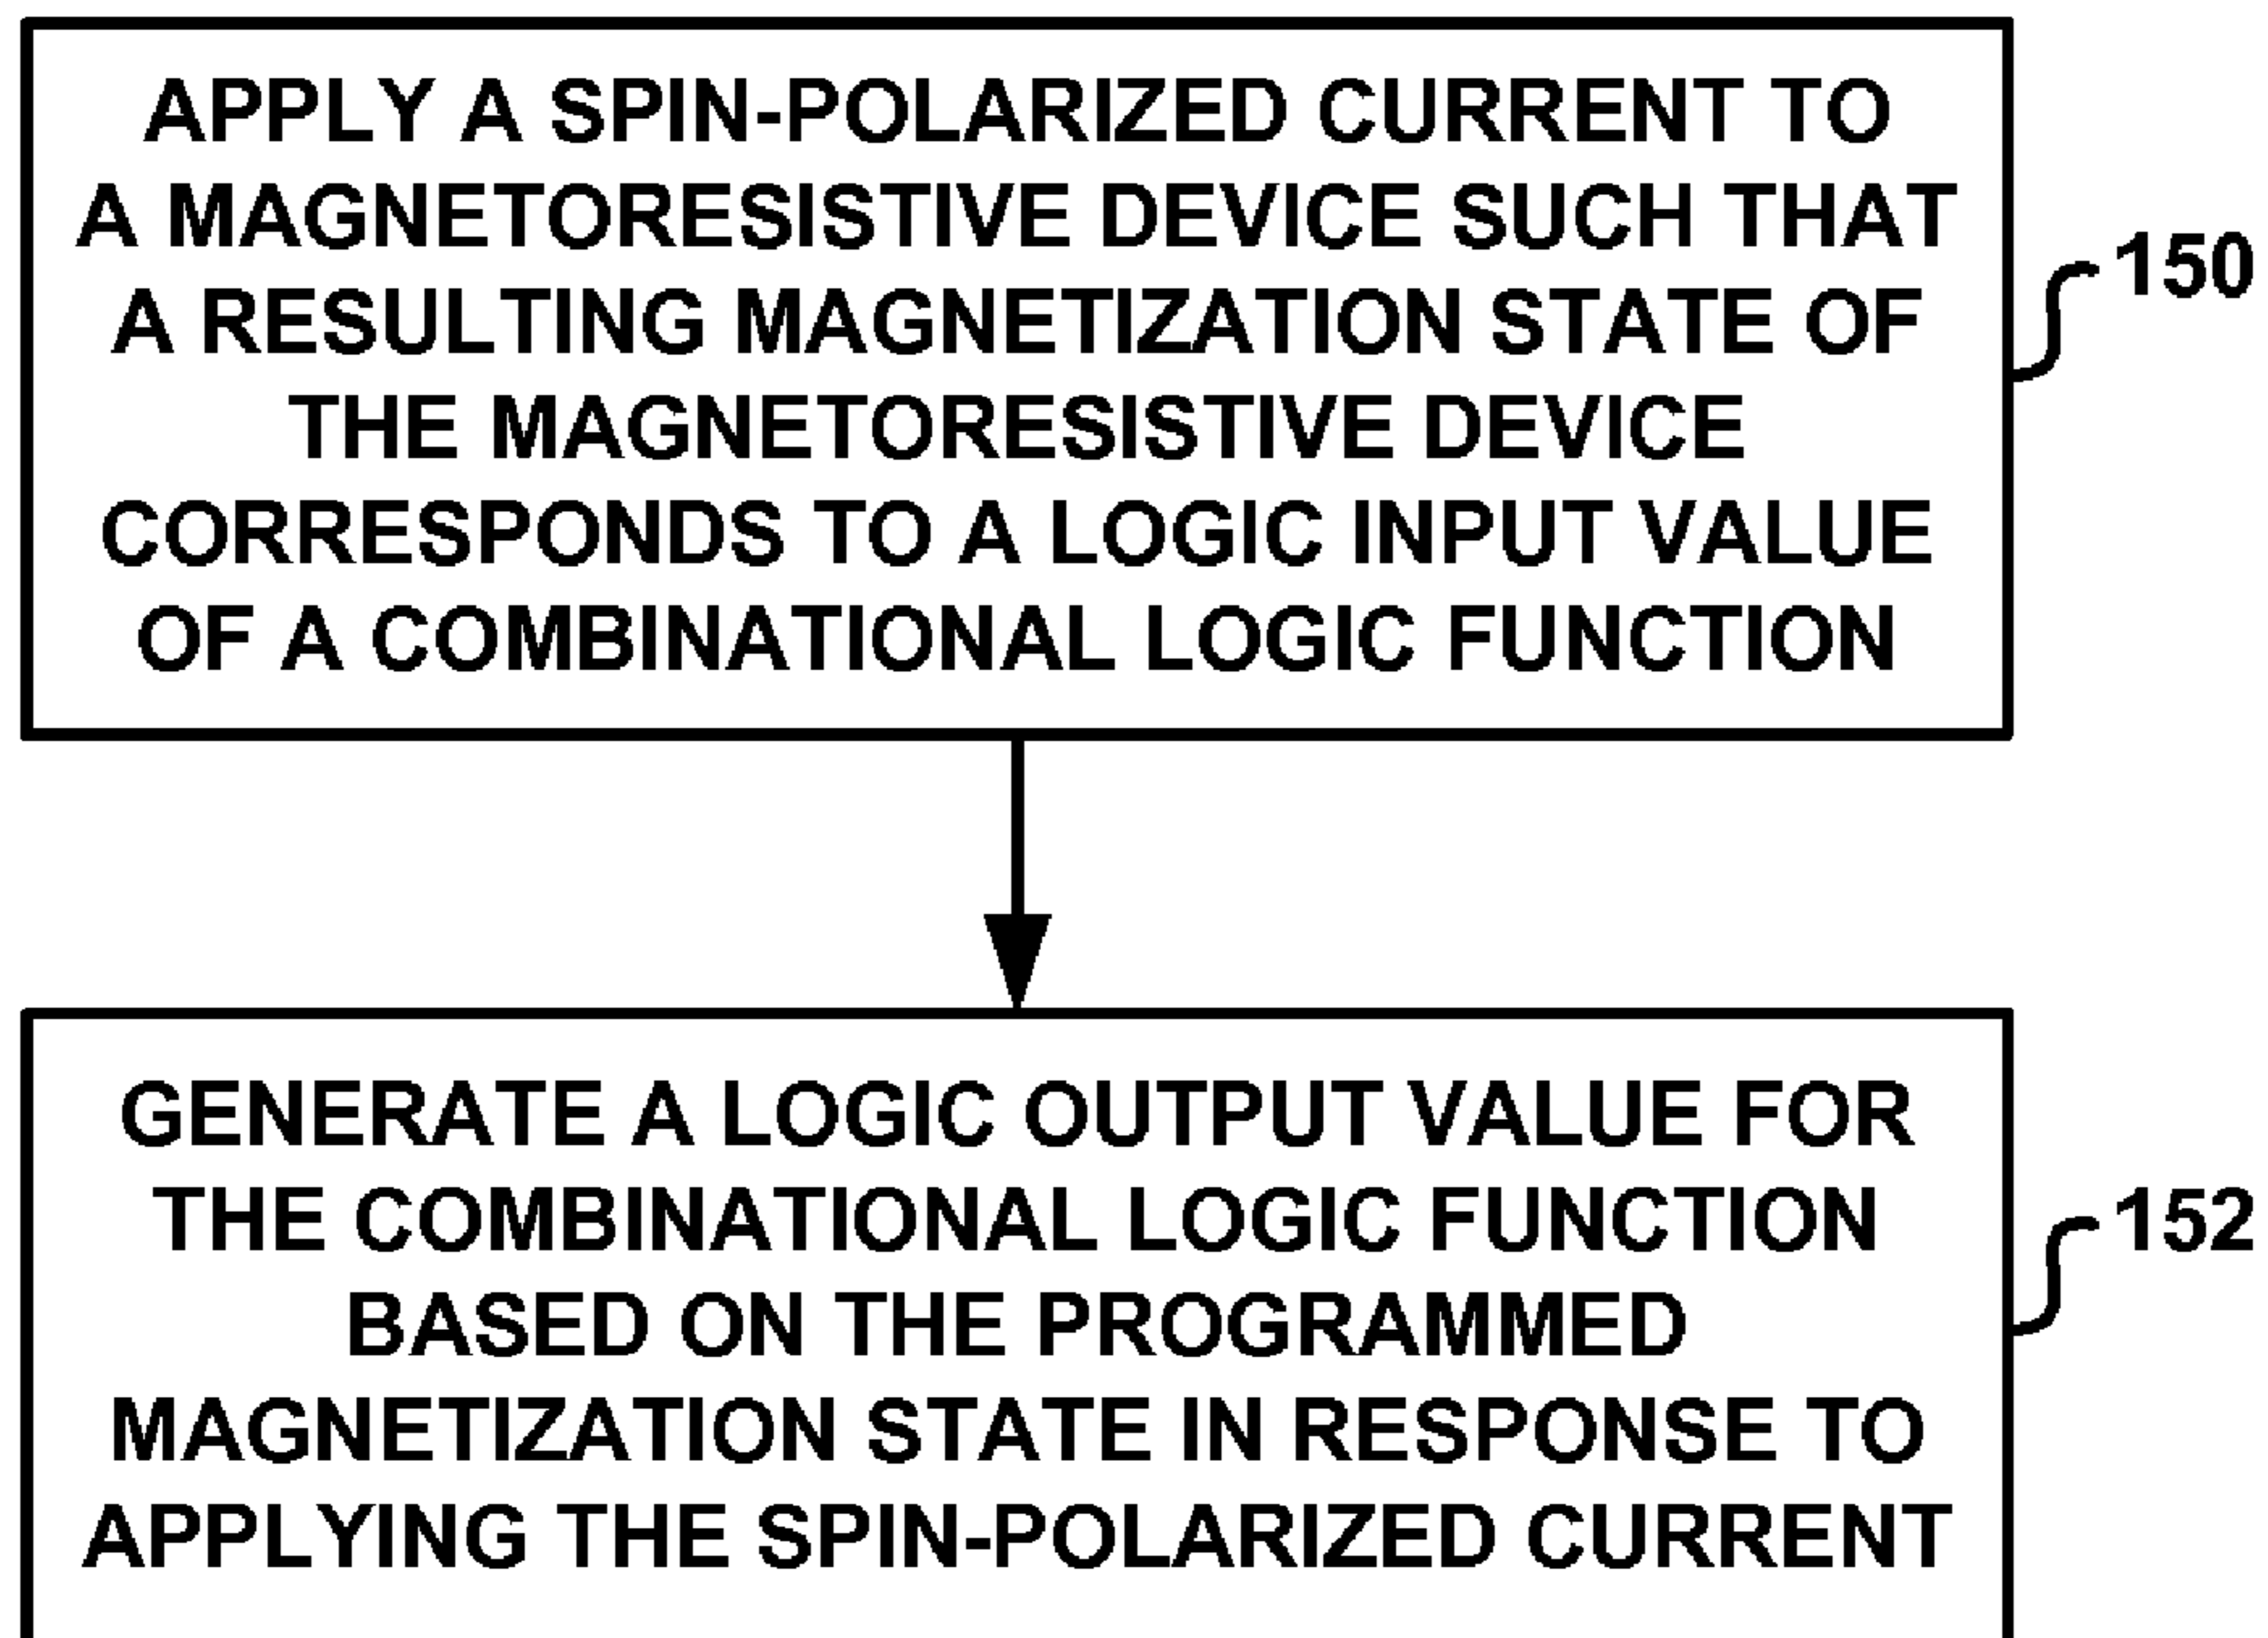 APPLY A SPIN-POLARIZED CURRENT TO
A MAGNETORESISTIVE DEVICE SUCH THAT
A RESULTING MAGNETIZATION STATE OF
THE MAGNETORESISTIVE DEVICE
CORRESPONDS TO A LOGIC INPUT VALUE
OF A COMBINATIONAL LOGIC FUNCTION
150
GENERATE A LOGIC OUTPUT VALUE FOR
THE COMBINATIONAL LOGIC FUNCTION
BASED ON THE PROGRAMMED
MAGNETIZATION STATE IN RESPONSE TO
APPLYING THE SPIN-POLARIZED CURRENT
152